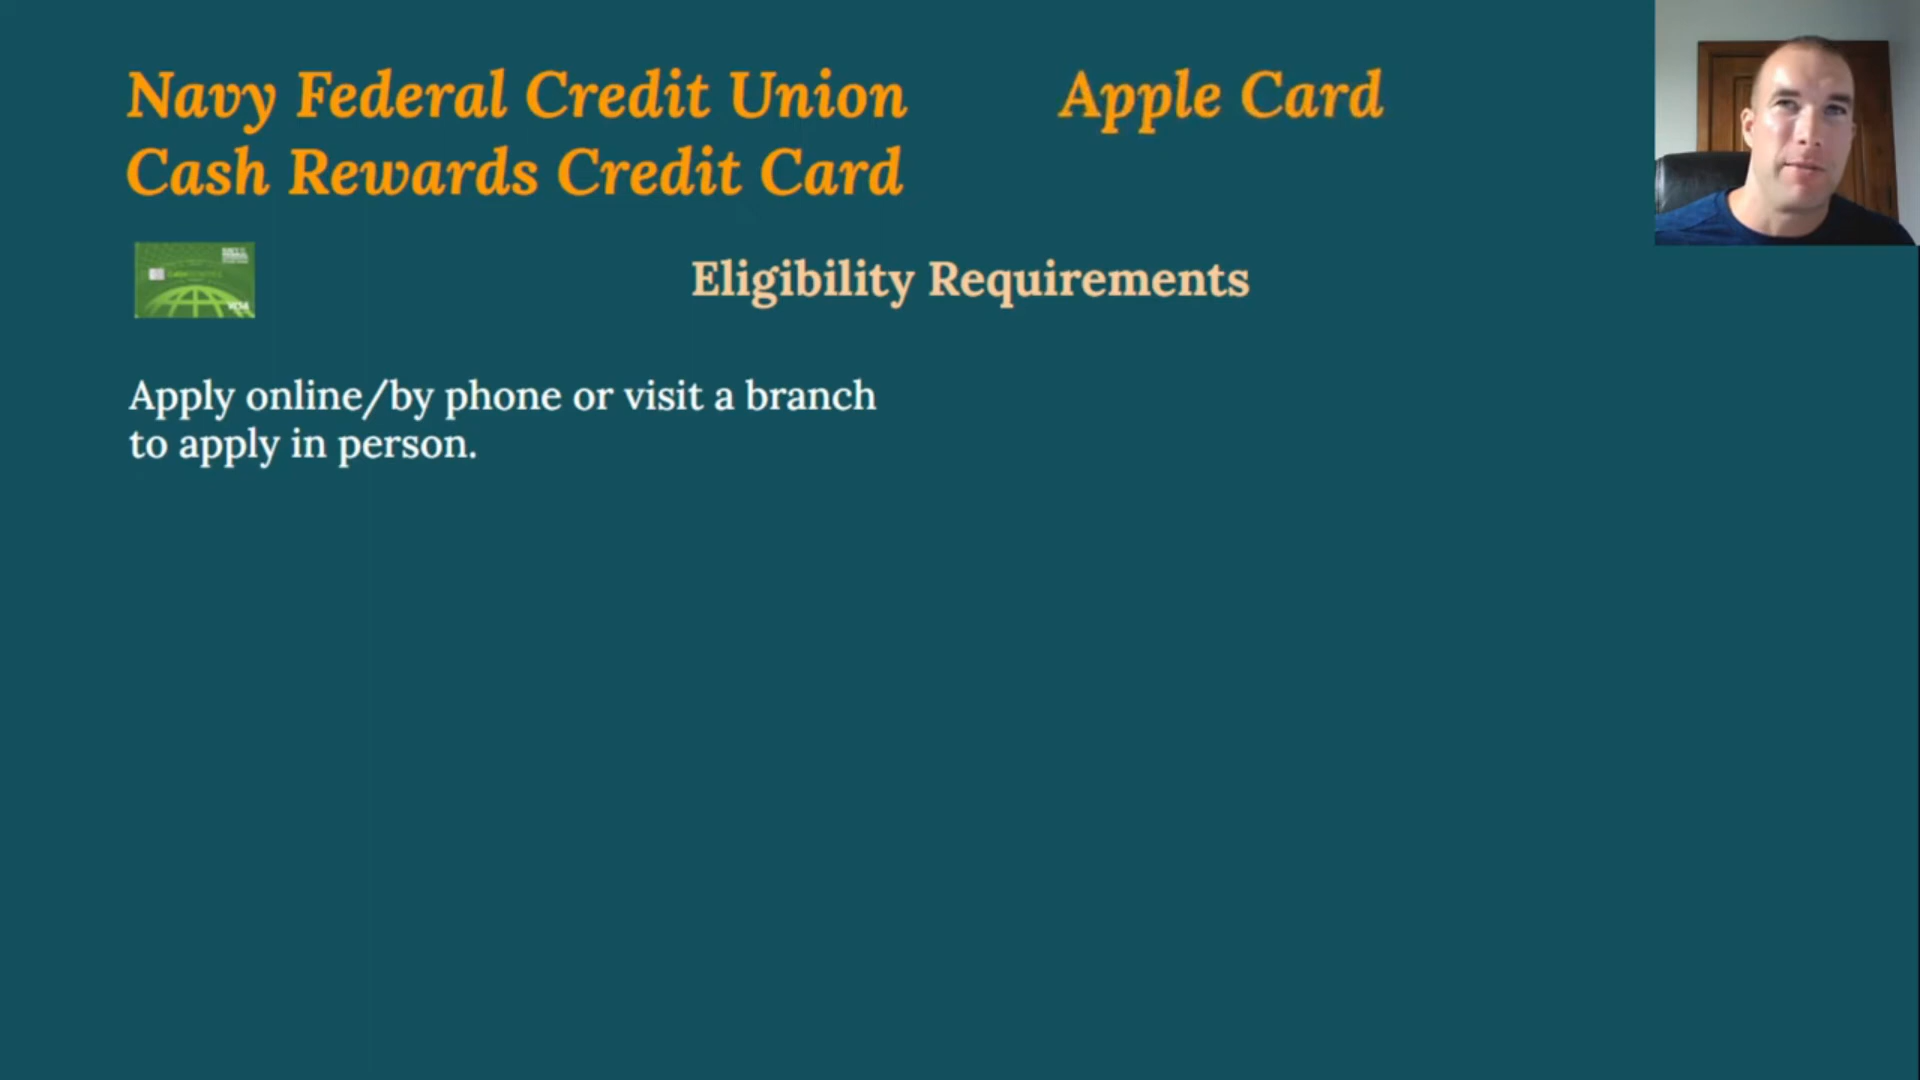 Navy Federal Credit Union
Cash Rewards Credit Card
Apple Card
Eligibility Requirements
Apply online/by phone or visit a branch
to apply in person.